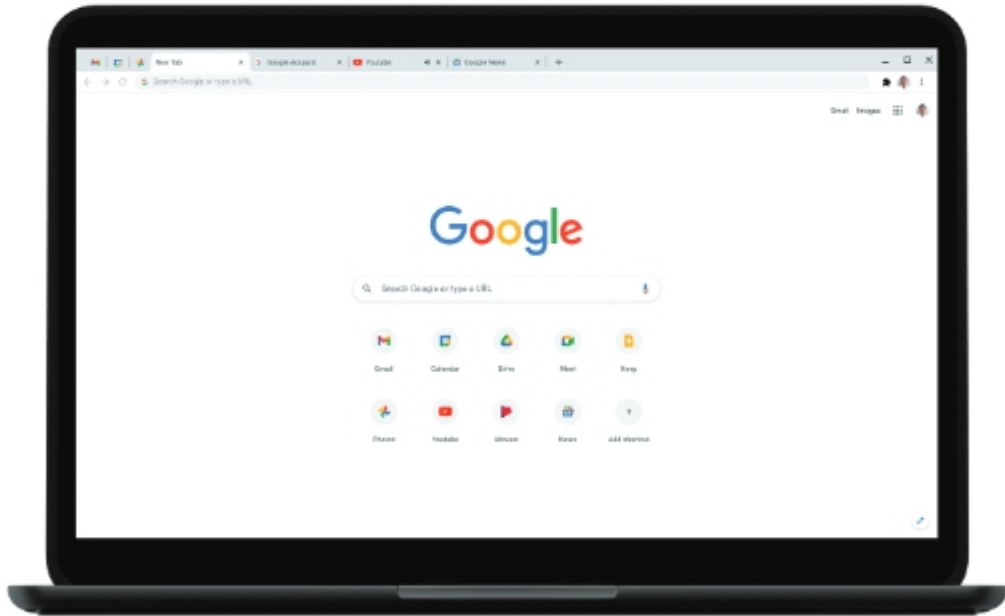 New Tab Google Account Youtube Google News
Search Google or type a URL
Gmail Images
Google
Search Google or type a URL
Gmail Calendar Drive Meet Keep
Photos Youtube Movies News Add shortcut